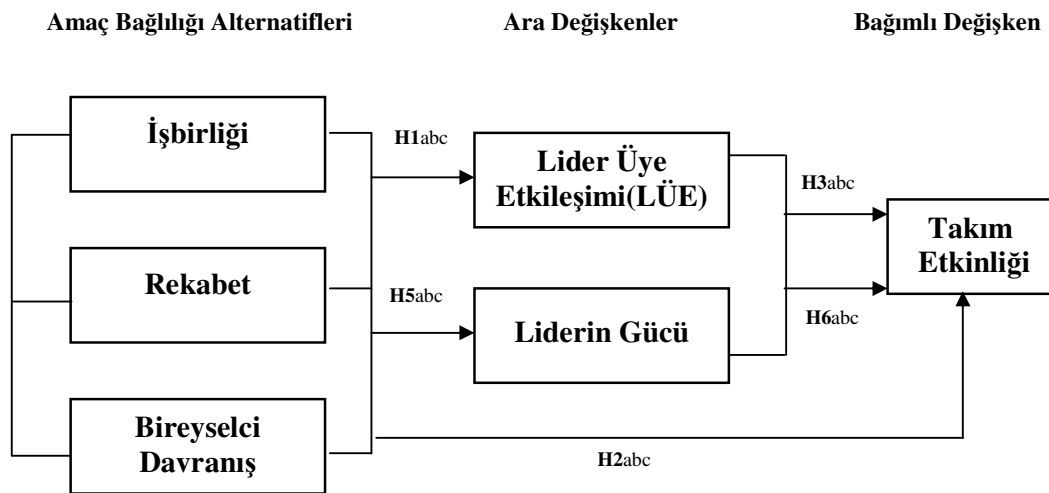 Amaç Bağlılığı Alternatifleri
Ara Değişkenler
Bağımlı Değişken
İşbirliği
H1abc
Lider Üye
Etkileşimi(LÜE)
H3abc
Takım
Etkinliği
Rekabet
H5abc
Liderin Gücü
H6abc
Bireyselci
Davranış
H2abc